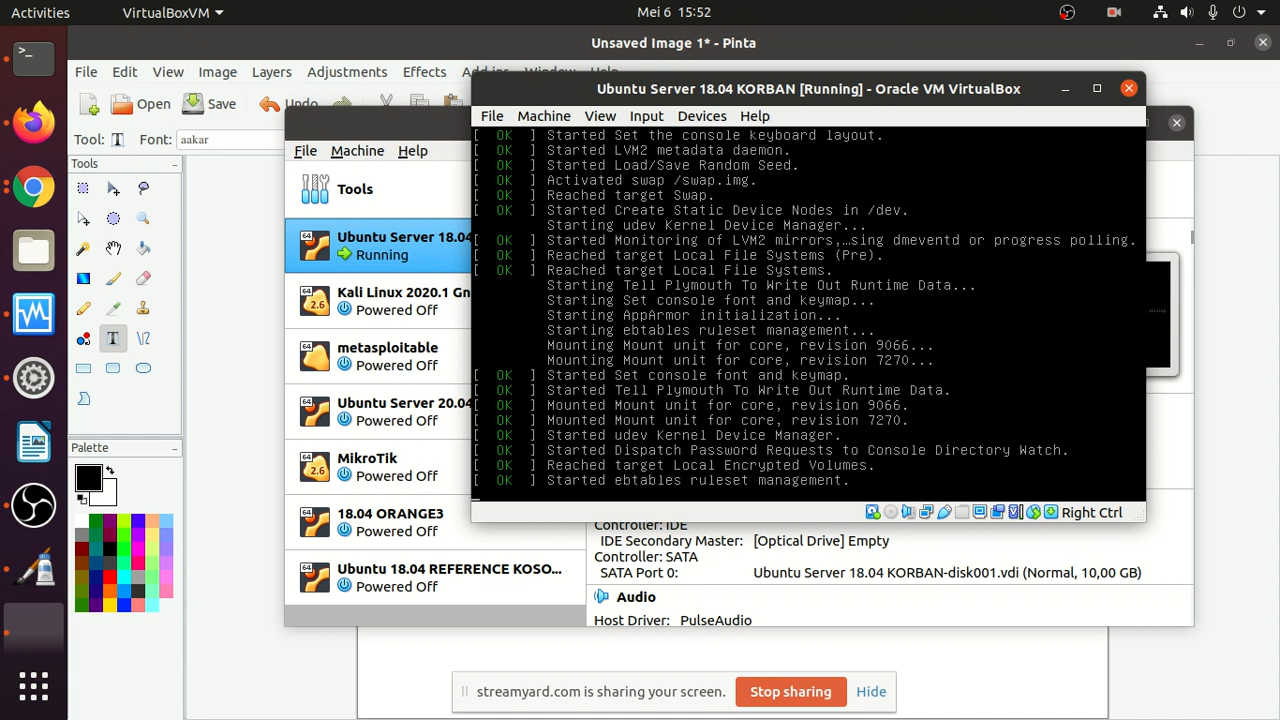 Activities VirtualBoxVM Mei 6 15:52
Unsaved Image 1* - Pinta
File Edit View Image Layers Adjustments Effects Add-ins Window Help
Open Save Undo
Tool: T Font: aakar
Tools
Palette
File Machine Help
Tools
Ubuntu Server 18.04
Running
Kali Linux 2020.1 Gn
Powered Off
metasploitable
Powered Off
Ubuntu Server 20.04
Powered Off
MikroTik
Powered Off
18.04 ORANGE3
Powered Off
Ubuntu 18.04 REFERENCE KOSO...
Powered Off
Ubuntu Server 18.04 KORBAN [Running] - Oracle VM VirtualBox
File Machine View Input Devices Help
[ OK ] Started Set the console keyboard layout.
[ OK ] Started LVM2 metadata daemon.
[ OK ] Started Load/Save Random Seed.
[ OK ] Activated swap /swap.img.
[ OK ] Reached target Swap.
[ OK ] Started Create Static Device Nodes in /dev.
Starting udev Kernel Device Manager...
[ OK ] Started Monitoring of LVM2 mirrors,…sing dmeventd or progress polling.
[ OK ] Reached target Local File Systems (Pre).
[ OK ] Reached target Local File Systems.
Starting Tell Plymouth To Write Out Runtime Data...
Starting Set console font and keymap...
Starting AppArmor initialization...
Starting ebtables ruleset management...
Mounting Mount unit for core, revision 9066...
Mounting Mount unit for core, revision 7270...
[ OK ] Started Set console font and keymap.
[ OK ] Started Tell Plymouth To Write Out Runtime Data.
[ OK ] Mounted Mount unit for core, revision 9066.
[ OK ] Mounted Mount unit for core, revision 7270.
[ OK ] Started udev Kernel Device Manager.
[ OK ] Started Dispatch Password Requests to Console Directory Watch.
[ OK ] Reached target Local Encrypted Volumes.
[ OK ] Started ebtables ruleset management.
Right Ctrl
Controller: IDE
IDE Secondary Master: [Optical Drive] Empty
Controller: SATA
SATA Port 0: Ubuntu Server 18.04 KORBAN-disk001.vdi (Normal, 10,00 GB)
Audio
Host Driver: PulseAudio
streamyard.com is sharing your screen. Stop sharing Hide